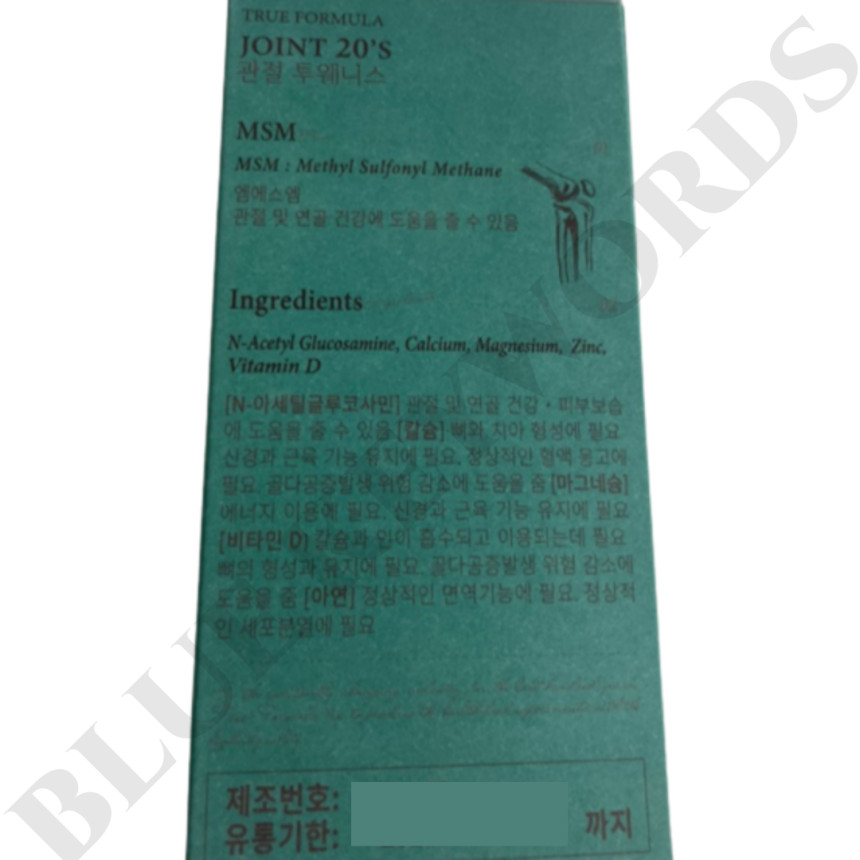 TRUE FORMULA
JOINT 20'S
관절 투웨니스
MSM
MSM : Methyl Sulfonyl Methane
엠에스엠
관절 및 연골 건강에 도움을 줄 수 있음
Ingredients
N-Acetyl Glucosamine, Calcium, Magnesium, Zinc,
Vitamin D
[N-아세틸글루코사민] 관절 및 연골 건강・피부보습
에 도움을 줄 수 있음 [칼슘] 뼈와 치아 형성에 필요.
신경과 근육 기능 유지에 필요. 정상적인 혈액 응고에
필요. 골다공증발생 위험 감소에 도움을 줌 [마그네슘]
에너지 이용에 필요. 신경과 근육 기능 유지에 필요
[비타민 D] 칼슘과 인이 흡수되고 이용되는데 필요.
뼈의 형성과 유지에 필요. 골다공증발생 위험 감소에
도움을 줌 [아연] 정상적인 면역기능에 필요. 정상적
인 세포분열에 필요
제조번호:
유통기한: 까지